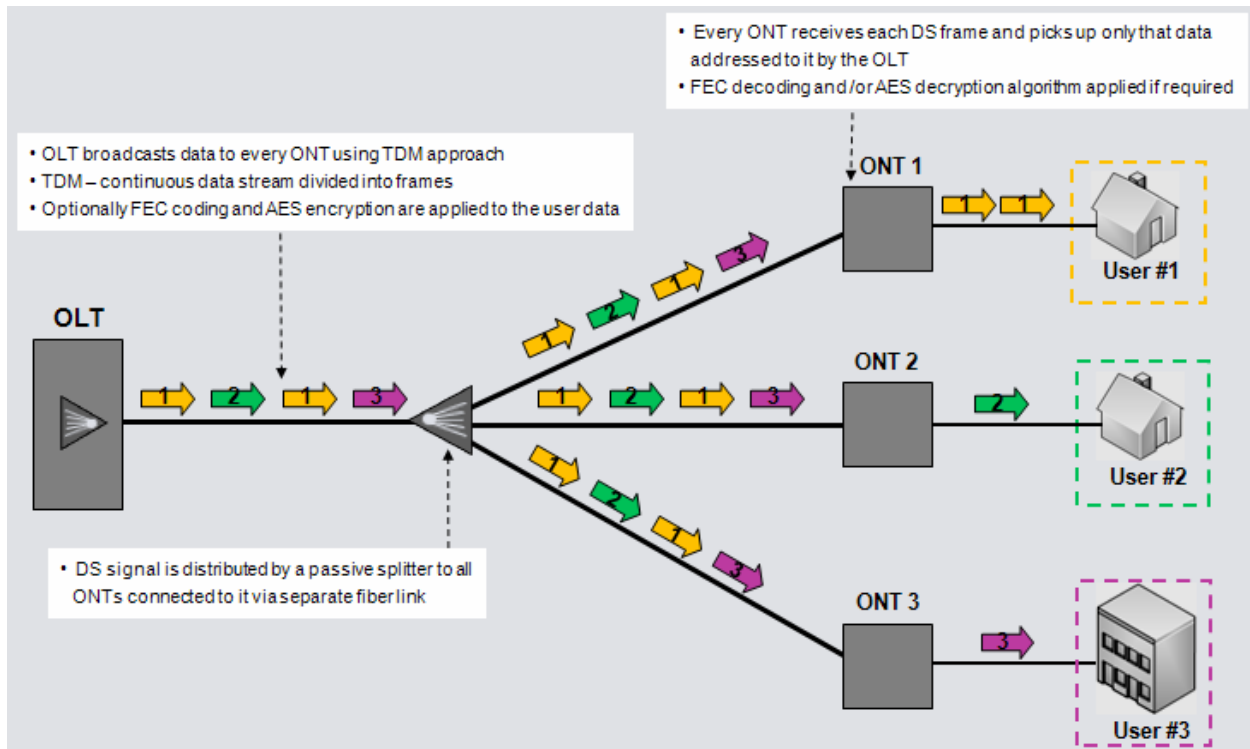 • Every ONT receives each DS frame and picks up only that data
addressed to it by the OLT
• FEC decoding and /or AES decryption algorithm applied if required
• OLT broadcasts data to every ONT using TDM approach
• TDM – continuous data stream divided into frames
• Optionally FEC coding and AES encryption are applied to the user data
ONT 1
1 1
User #1
1 2 1 3
OLT
1 2 1 3
ONT 2
1 2 1 3
2
User #2
1 2 1 3
• DS signal is distributed by a passive splitter to all
ONTs connected to it via separate fiber link
ONT 3
3
User #3